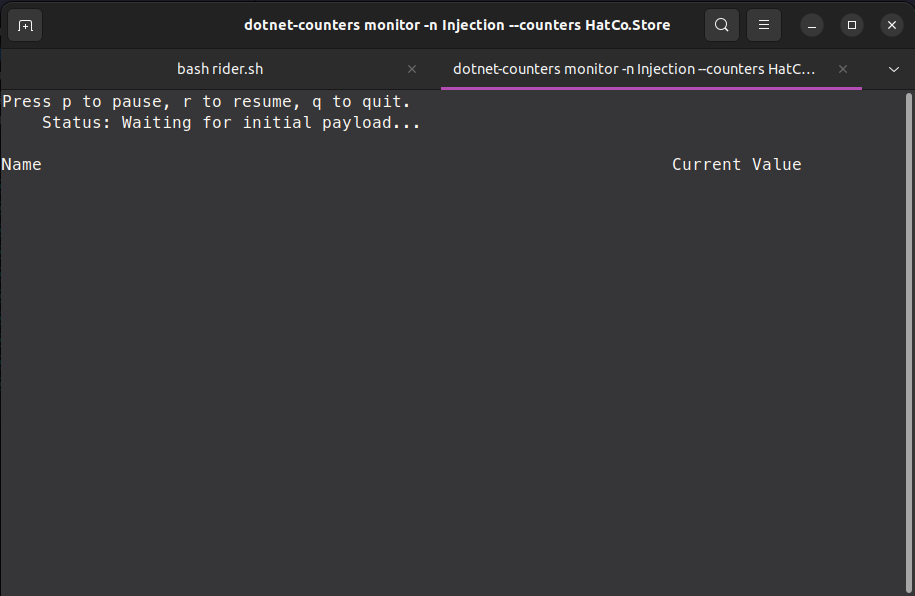 dotnet-counters monitor -n Injection --counters HatCo.Store
bash rider.sh
dotnet-counters monitor -n Injection --counters HatC...
Press p to pause, r to resume, q to quit.
Status: Waiting for initial payload...
Name Current Value